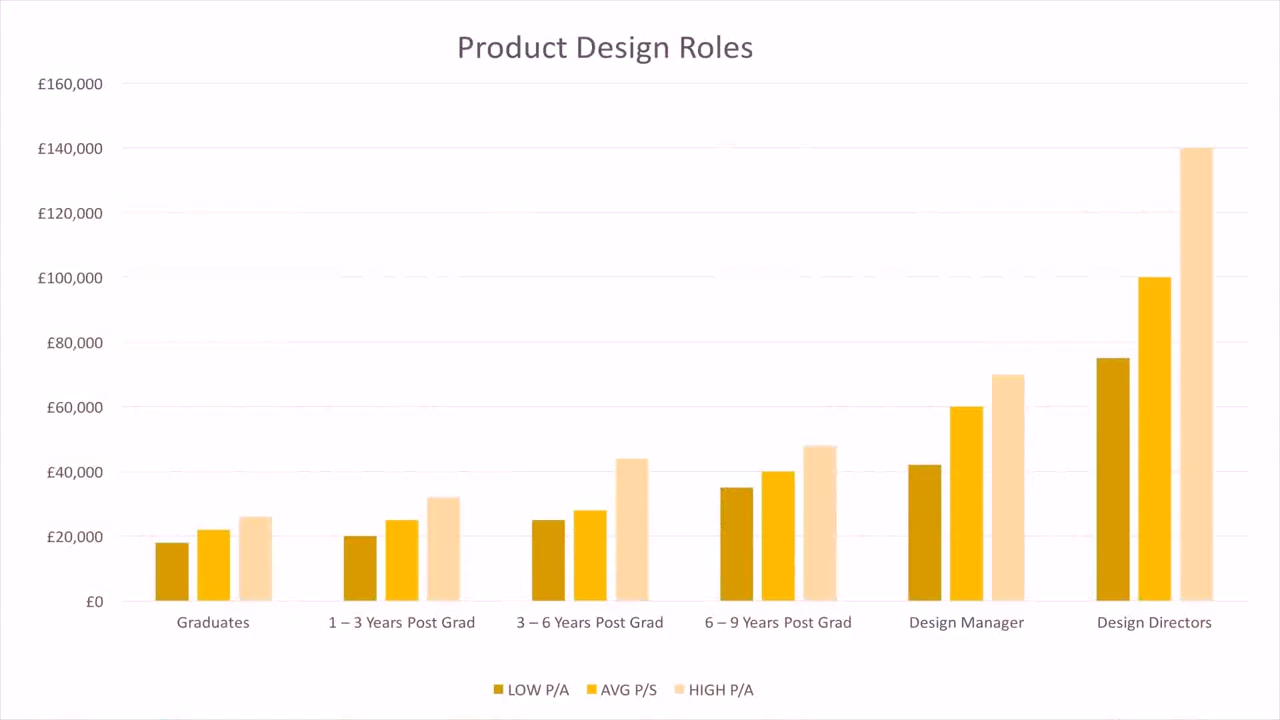 Product Design Roles
£160,000
£140,000
£120,000
£100,000
£80,000
£60,000
£40,000
£20,000
£0
Graduates
1 – 3 Years Post Grad
3 – 6 Years Post Grad
6 – 9 Years Post Grad
Design Manager
Design Directors
LOW P/A
AVG P/S
HIGH P/A